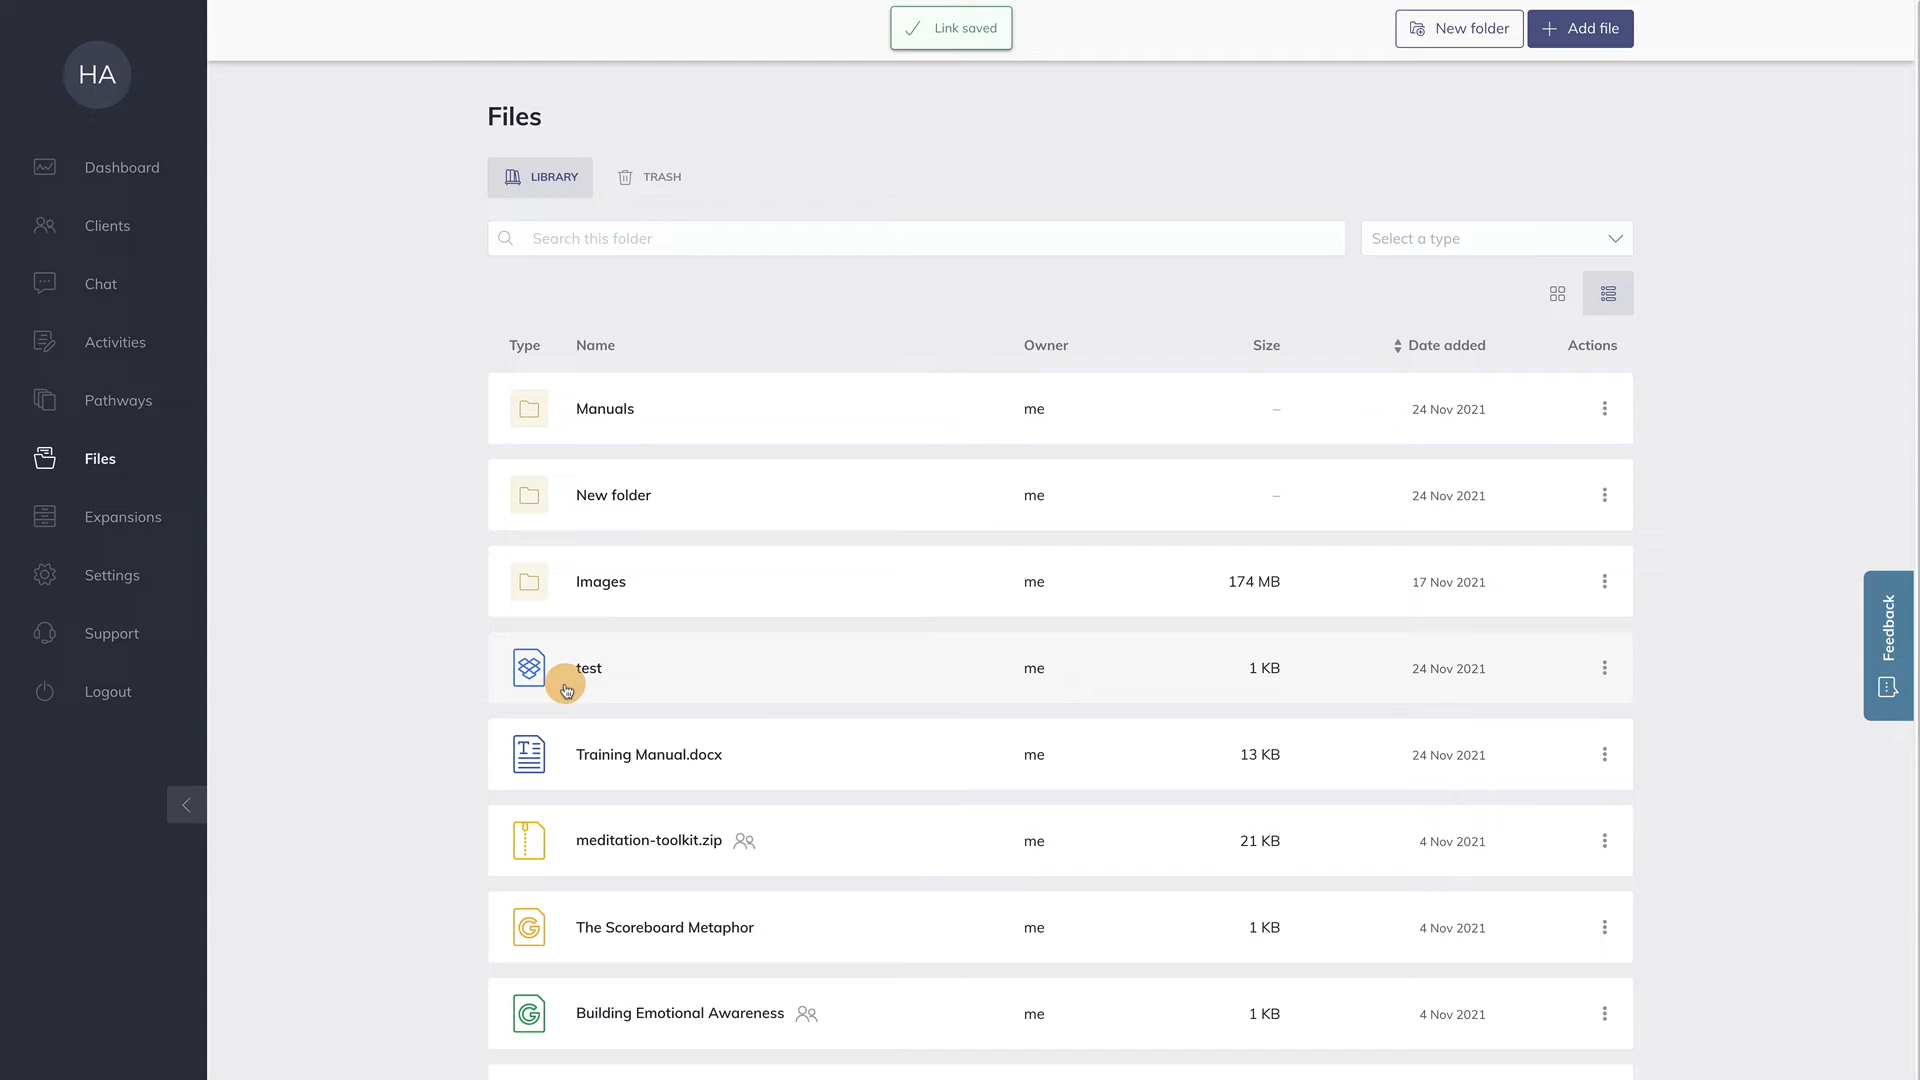 Link saved
New folder
Add file
HA
Dashboard
Clients
Chat
Activities
Pathways
Files
Expansions
Settings
Support
Logout
Files
LIBRARY
TRASH
Search this folder
Select a type
Type Name Owner Size Date added Actions
Manuals me – 24 Nov 2021
New folder me – 24 Nov 2021
Images me 174 MB 17 Nov 2021
test me 1 KB 24 Nov 2021
Training Manual.docx me 13 KB 24 Nov 2021
meditation-toolkit.zip me 21 KB 4 Nov 2021
The Scoreboard Metaphor me 1 KB 4 Nov 2021
Building Emotional Awareness me 1 KB 4 Nov 2021
Feedback